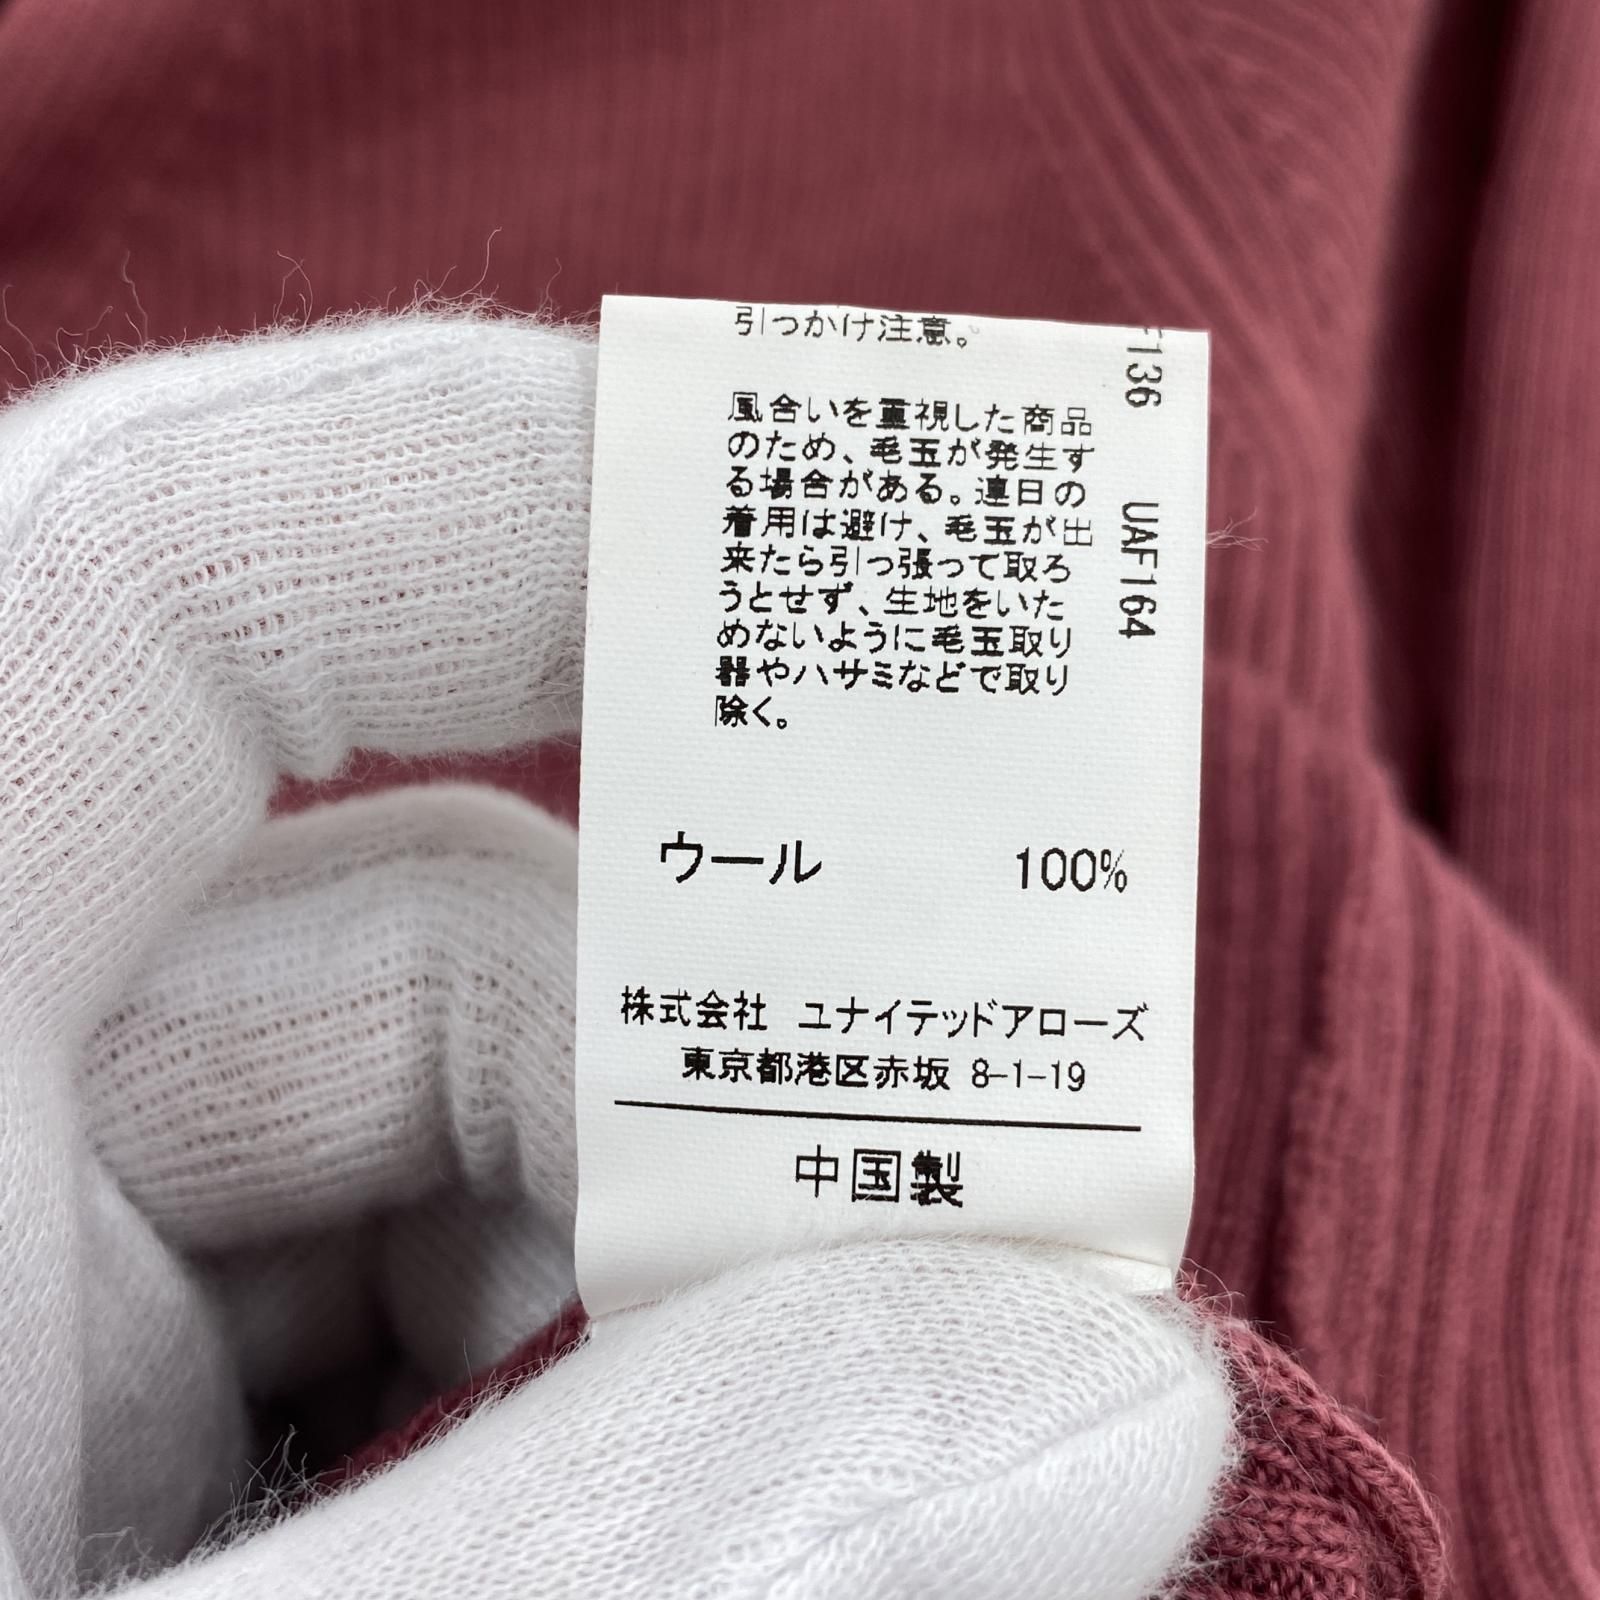 引っかけ注意。
風合いを重視した商品
のため、毛玉が発生す
る場合がある。連日の
着用は避け、毛玉が出
来たら引っ張って取ろ
うとせず、生地をいた
めないように毛玉取り
器やハサミなどで取り
除く。
F136 UAF164
ウール 100%
株式会社 ユナイテッドアローズ
東京都港区赤坂 8-1-19
中国製